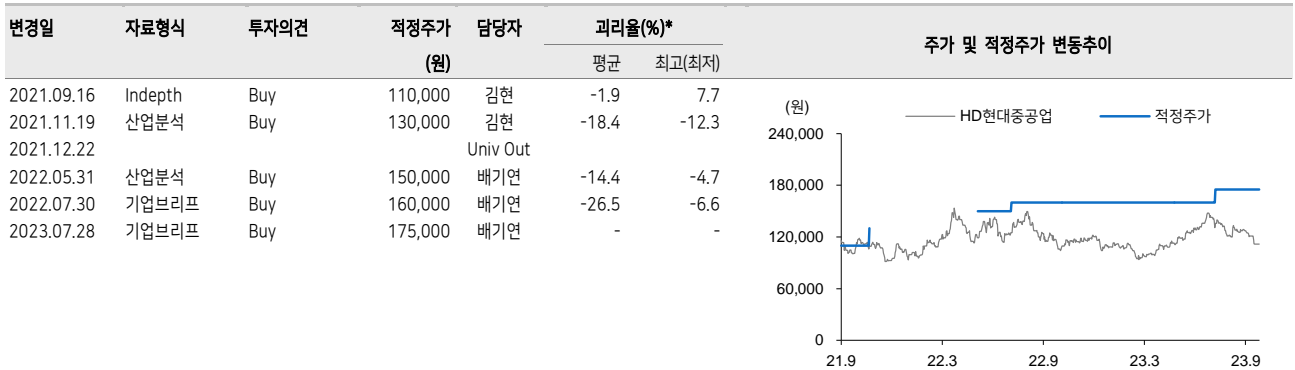 변경일 자료형식 투자의견 적정주가 담당자 괴리율(%)* 주가 및 적정주가 변동추이
(원) 평균 최고(최저)
2021.09.16 Indepth Buy 110,000 김현 -1.9 7.7
2021.11.19 산업분석 Buy 130,000 김현 -18.4 -12.3
2021.12.22 Univ Out
2022.05.31 산업분석 Buy 150,000 배기연 -14.4 -4.7
2022.07.30 기업브리프 Buy 160,000 배기연 -26.5 -6.6
2023.07.28 기업브리프 Buy 175,000 배기연 - -
(원)
HD현대중공업 적정주가
240,000
180,000
120,000
60,000
0
21.9 22.3 22.9 23.3 23.9